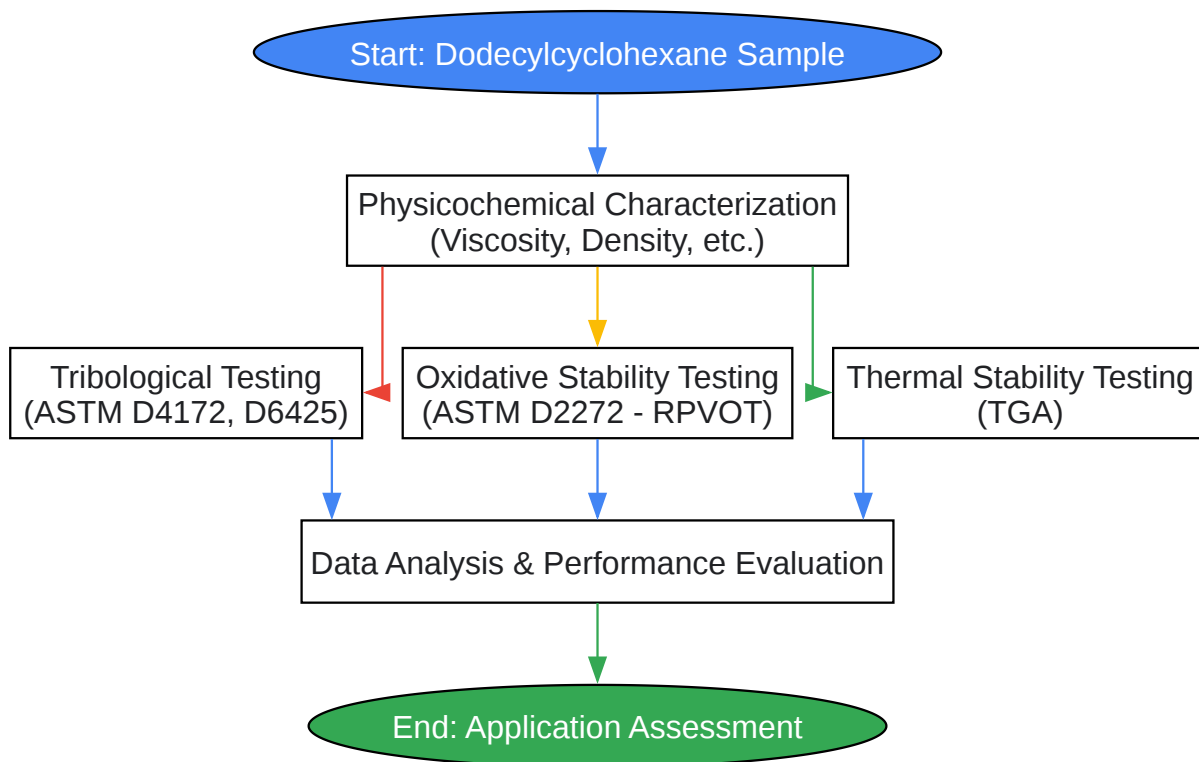 Start: Dodecylcyclohexane Sample
Physicochemical Characterization
(Viscosity, Density, etc.)
Tribological Testing
(ASTM D4172, D6425)
Oxidative Stability Testing
(ASTM D2272 - RPVOT)
Thermal Stability Testing
(TGA)
Data Analysis & Performance Evaluation
End: Application Assessment